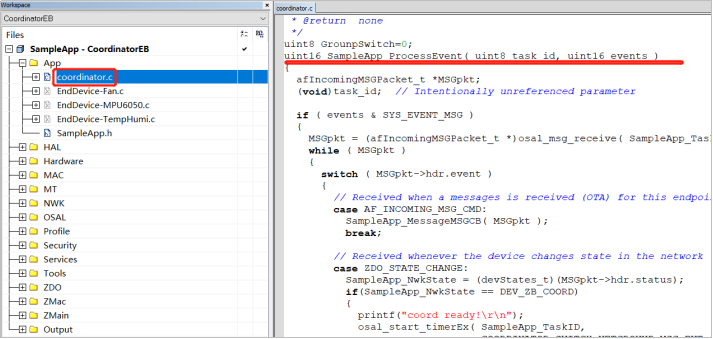 Workspace
CoordinatorEB
Files
SampleApp - CoordinatorEB
App
coordinator.c
EndDevice-Fan.c
EndDevice-MPU6050.c
EndDevice-TempHumi.c
SampleApp.h
HAL
Hardware
MAC
MT
NWK
OSAL
Profile
Security
Services
Tools
ZDO
ZMac
ZMain
Output
coordinator.c
* @return  none
*/
uint8 GrounpSwitch=0;
uint16 SampleApp_ProcessEvent( uint8 task_id, uint16 events )
{
afIncomingMSGPacket_t *MSGpkt;
(void)task_id;  // Intentionally unreferenced parameter
if ( events & SYS_EVENT_MSG )
{
MSGpkt = (afIncomingMSGPacket_t *)osal_msg_receive( SampleApp_Task
while ( MSGpkt )
{
switch ( MSGpkt->hdr.event )
{
// Received when a messages is received (OTA) for this endpoi
case AF_INCOMING_MSG_CMD:
SampleApp_MessageMSGCB( MSGpkt );
break;
// Received whenever the device changes state in the network
case ZDO_STATE_CHANGE:
SampleApp_NwkState = (devStates_t)(MSGpkt->hdr.status);
if(SampleApp_NwkState == DEV_ZB_COORD)
{
printf("coord ready!\r\n");
osal_start_timerEx( SampleApp_TaskID,